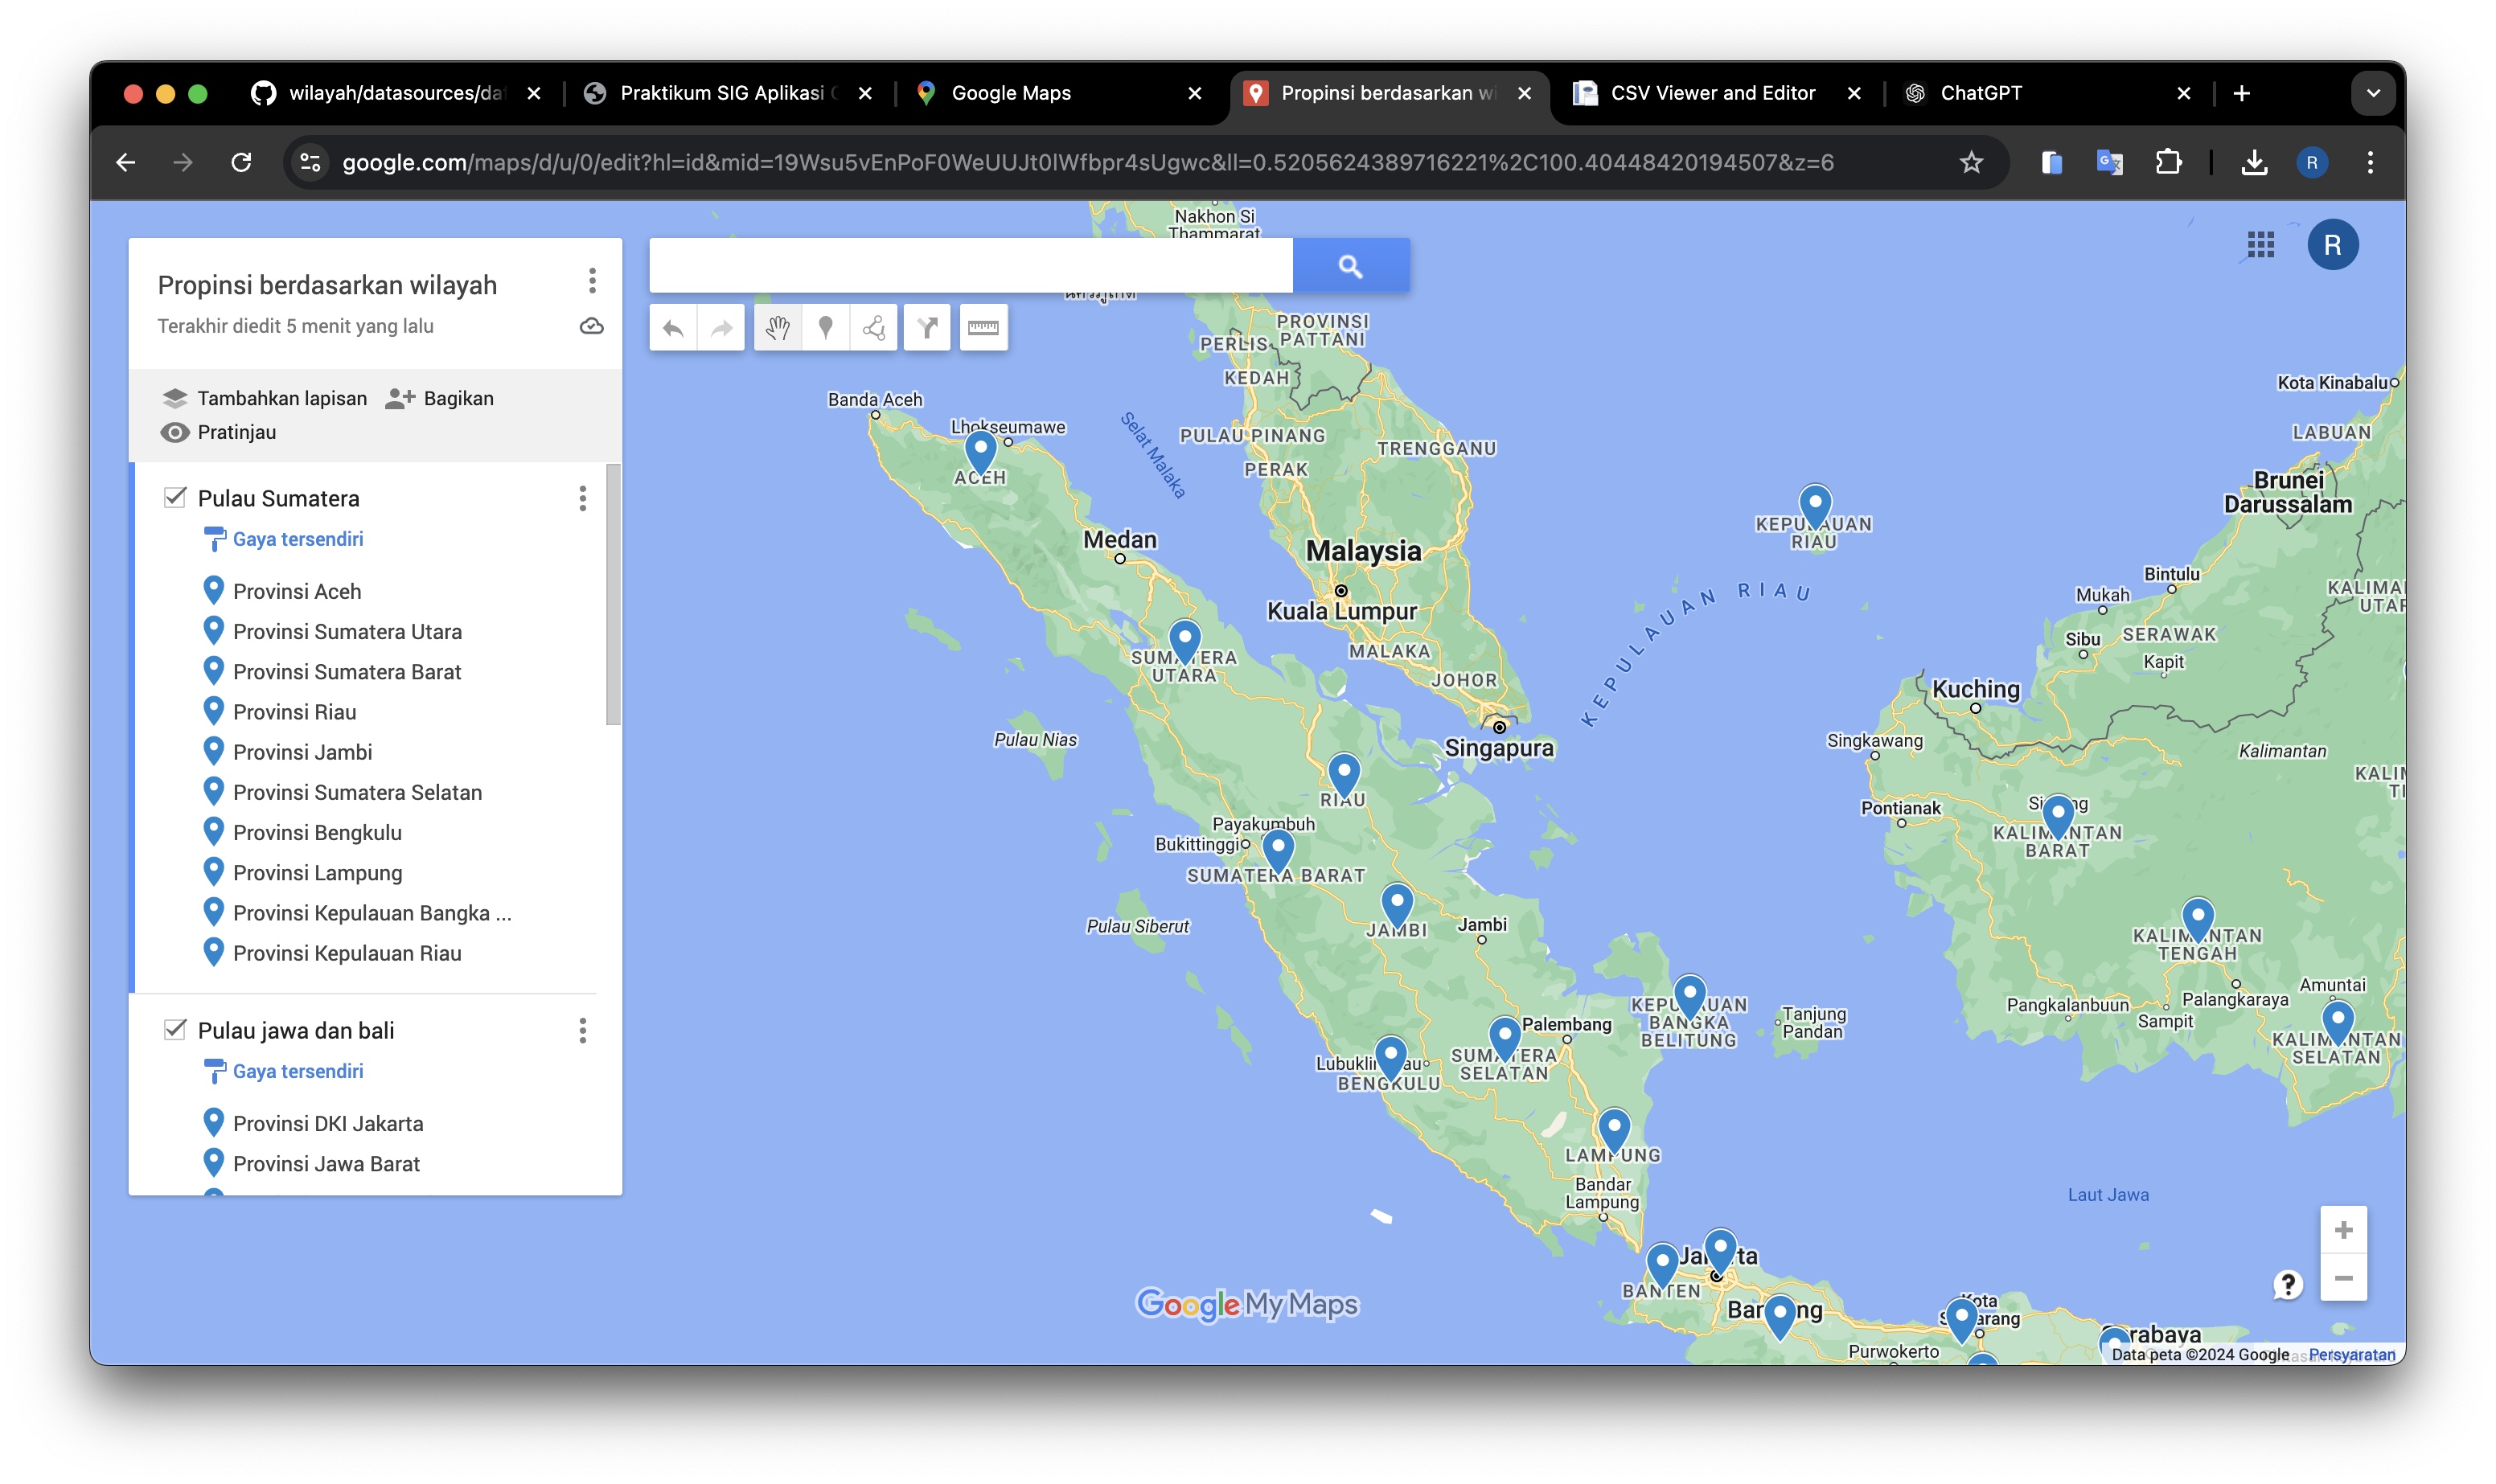 wilayah/datasources/da
Praktikum SIG Aplikasi
Google Maps
Propinsi berdasarkan wi
CSV Viewer and Editor
ChatGPT
google.com/maps/d/u/0/edit?hl=id&mid=19Wsu5vEnPoF0WeUUJt0lWfbpr4sUgwc&ll=0.5205624389716221%2C100.40448420194507&z=6
R
R
Propinsi berdasarkan wilayah
Terakhir diedit 5 menit yang lalu
Tambahkan lapisan
Bagikan
Pratinjau
Pulau Sumatera
Gaya tersendiri
Provinsi Aceh
Provinsi Sumatera Utara
Provinsi Sumatera Barat
Provinsi Riau
Provinsi Jambi
Provinsi Sumatera Selatan
Provinsi Bengkulu
Provinsi Lampung
Provinsi Kepulauan Bangka ...
Provinsi Kepulauan Riau
Pulau jawa dan bali
Gaya tersendiri
Provinsi DKI Jakarta
Provinsi Jawa Barat
Nakhon Si
Thammarat
PROVINSI
PATTANI
PERLIS
KEDAH
Banda Aceh
Lhokseumawe
ACEH
Selat Malaka
PULAU PINANG
TRENGGANU
PERAK
Medan
Malaysia
Kuala Lumpur
MALAKA
JOHOR
Singapura
KEPULAUAN
RIAU
KEPULAUAN RIAU
Kota Kinabalu
LABUAN
Brunei
Darussalam
Bintulu
Mukah
KALIMA
UTAR
Sibu
SERAWAK
Kapit
Kuching
SUMATERA
UTARA
Pulau Nias
Singkawang
Kalimantan
KALIM
Pontianak
KALIMANTAN
BARAT
RIAU
Payakumbuh
Bukittinggi
SUMATERA BARAT
Pulau Siberut
JAMBI
Jambi
KALIMANTAN
TENGAH
Pangkalanbuun
Palangkaraya
Sampit
Amuntai
KALIMANTAN
SELATAN
KEPULAUAN
BANGKA
BELITUNG
Tanjung
Pandan
Palembang
SUMATERA
SELATAN
BENGKULU
LAMPUNG
Bandar
Lampung
Laut Jawa
Jakarta
BANTEN
Bandung
Kota
Purwokerto
Google My Maps
Data peta ©2024 Google
Persyaratan